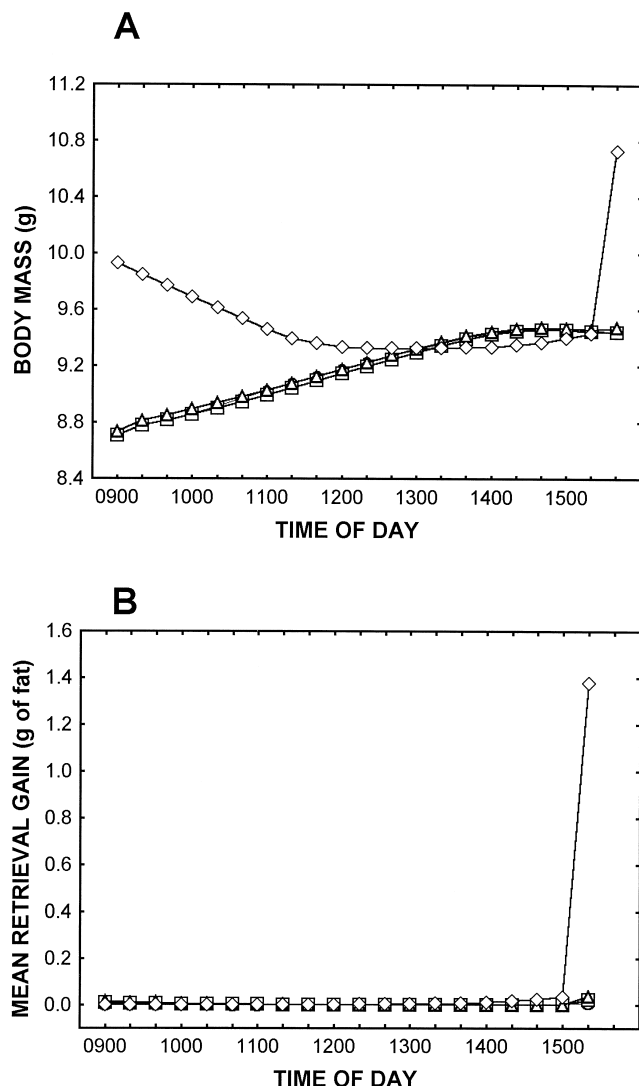 A
11.2
10.8
10.4
10.0
9.6
9.2
8.8
8.4
BODY MASS (g)
0900 1000 1100 1200 1300 1400 1500
TIME OF DAY
B
1.6
1.4
1.2
1.0
0.8
0.6
0.4
0.2
0.0
MEAN RETRIEVAL GAIN (g of fat)
0900 1000 1100 1200 1300 1400 1500
TIME OF DAY